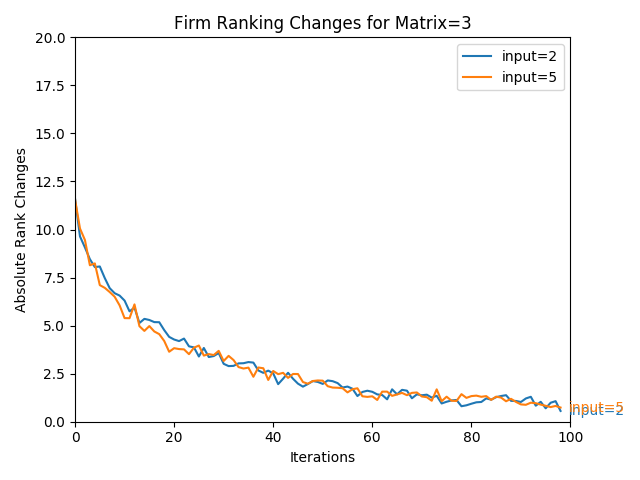 Firm Ranking Changes for Matrix=3
20.0
17.5
15.0
12.5
10.0
7.5
5.0
2.5
0.0
Absolute Rank Changes
input=2
input=5
input=5
input=2
0 20 40 60 80 100
Iterations